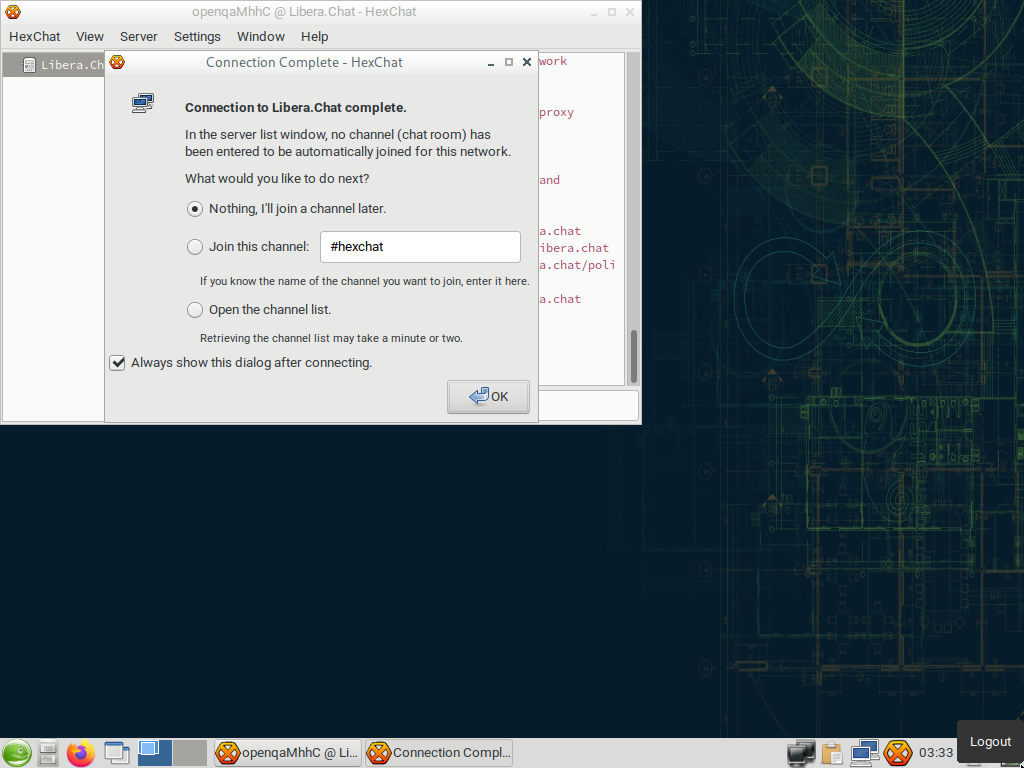 openqaMhhC @ Libera.Chat - HexChat
HexChat View Server Settings Window Help
Libera.Ch
work
proxy
and
a.chat
ibera.chat
a.chat/poli
a.chat
Connection Complete - HexChat
Connection to Libera.Chat complete.
In the server list window, no channel (chat room) has
been entered to be automatically joined for this network.
What would you like to do next?
Nothing, I'll join a channel later.
Join this channel: #hexchat
If you know the name of the channel you want to join, enter it here.
Open the channel list.
Retrieving the channel list may take a minute or two.
Always show this dialog after connecting.
OK
openqaMhhC @ Li... Connection Compl... 03:33
Logout